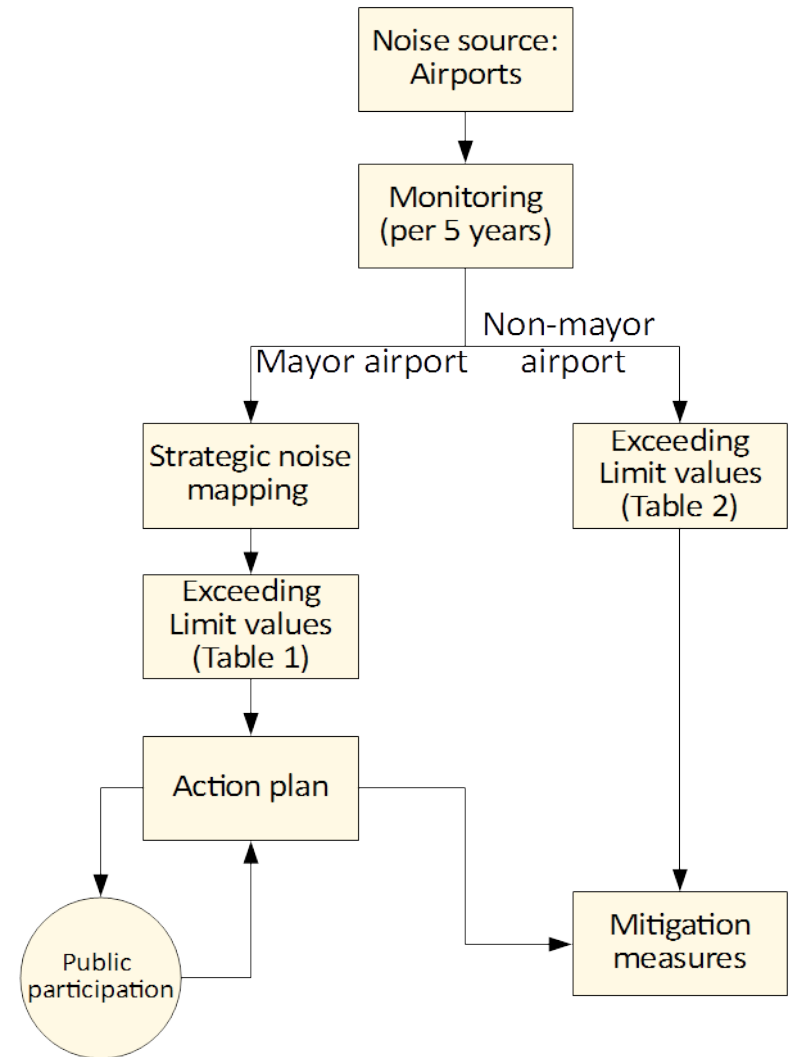 Noise source:
Airports
Monitoring
(per 5 years)
Non-mayor
airport
Mayor airport
Strategic noise
mapping
Exceeding
Limit values
(Table 2)
Exceeding
Limit values
(Table 1)
Action plan
Public
participation
Mitigation
measures